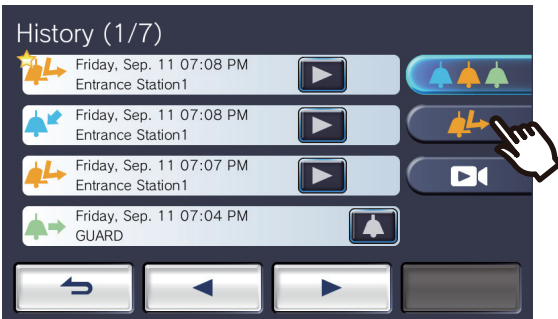 History (1/7)
Friday, Sep. 11 07:08 PM
Entrance Station1
Friday, Sep. 11 07:08 PM
Entrance Station1
Friday, Sep. 11 07:07 PM
Entrance Station1
Friday, Sep. 11 07:04 PM
GUARD